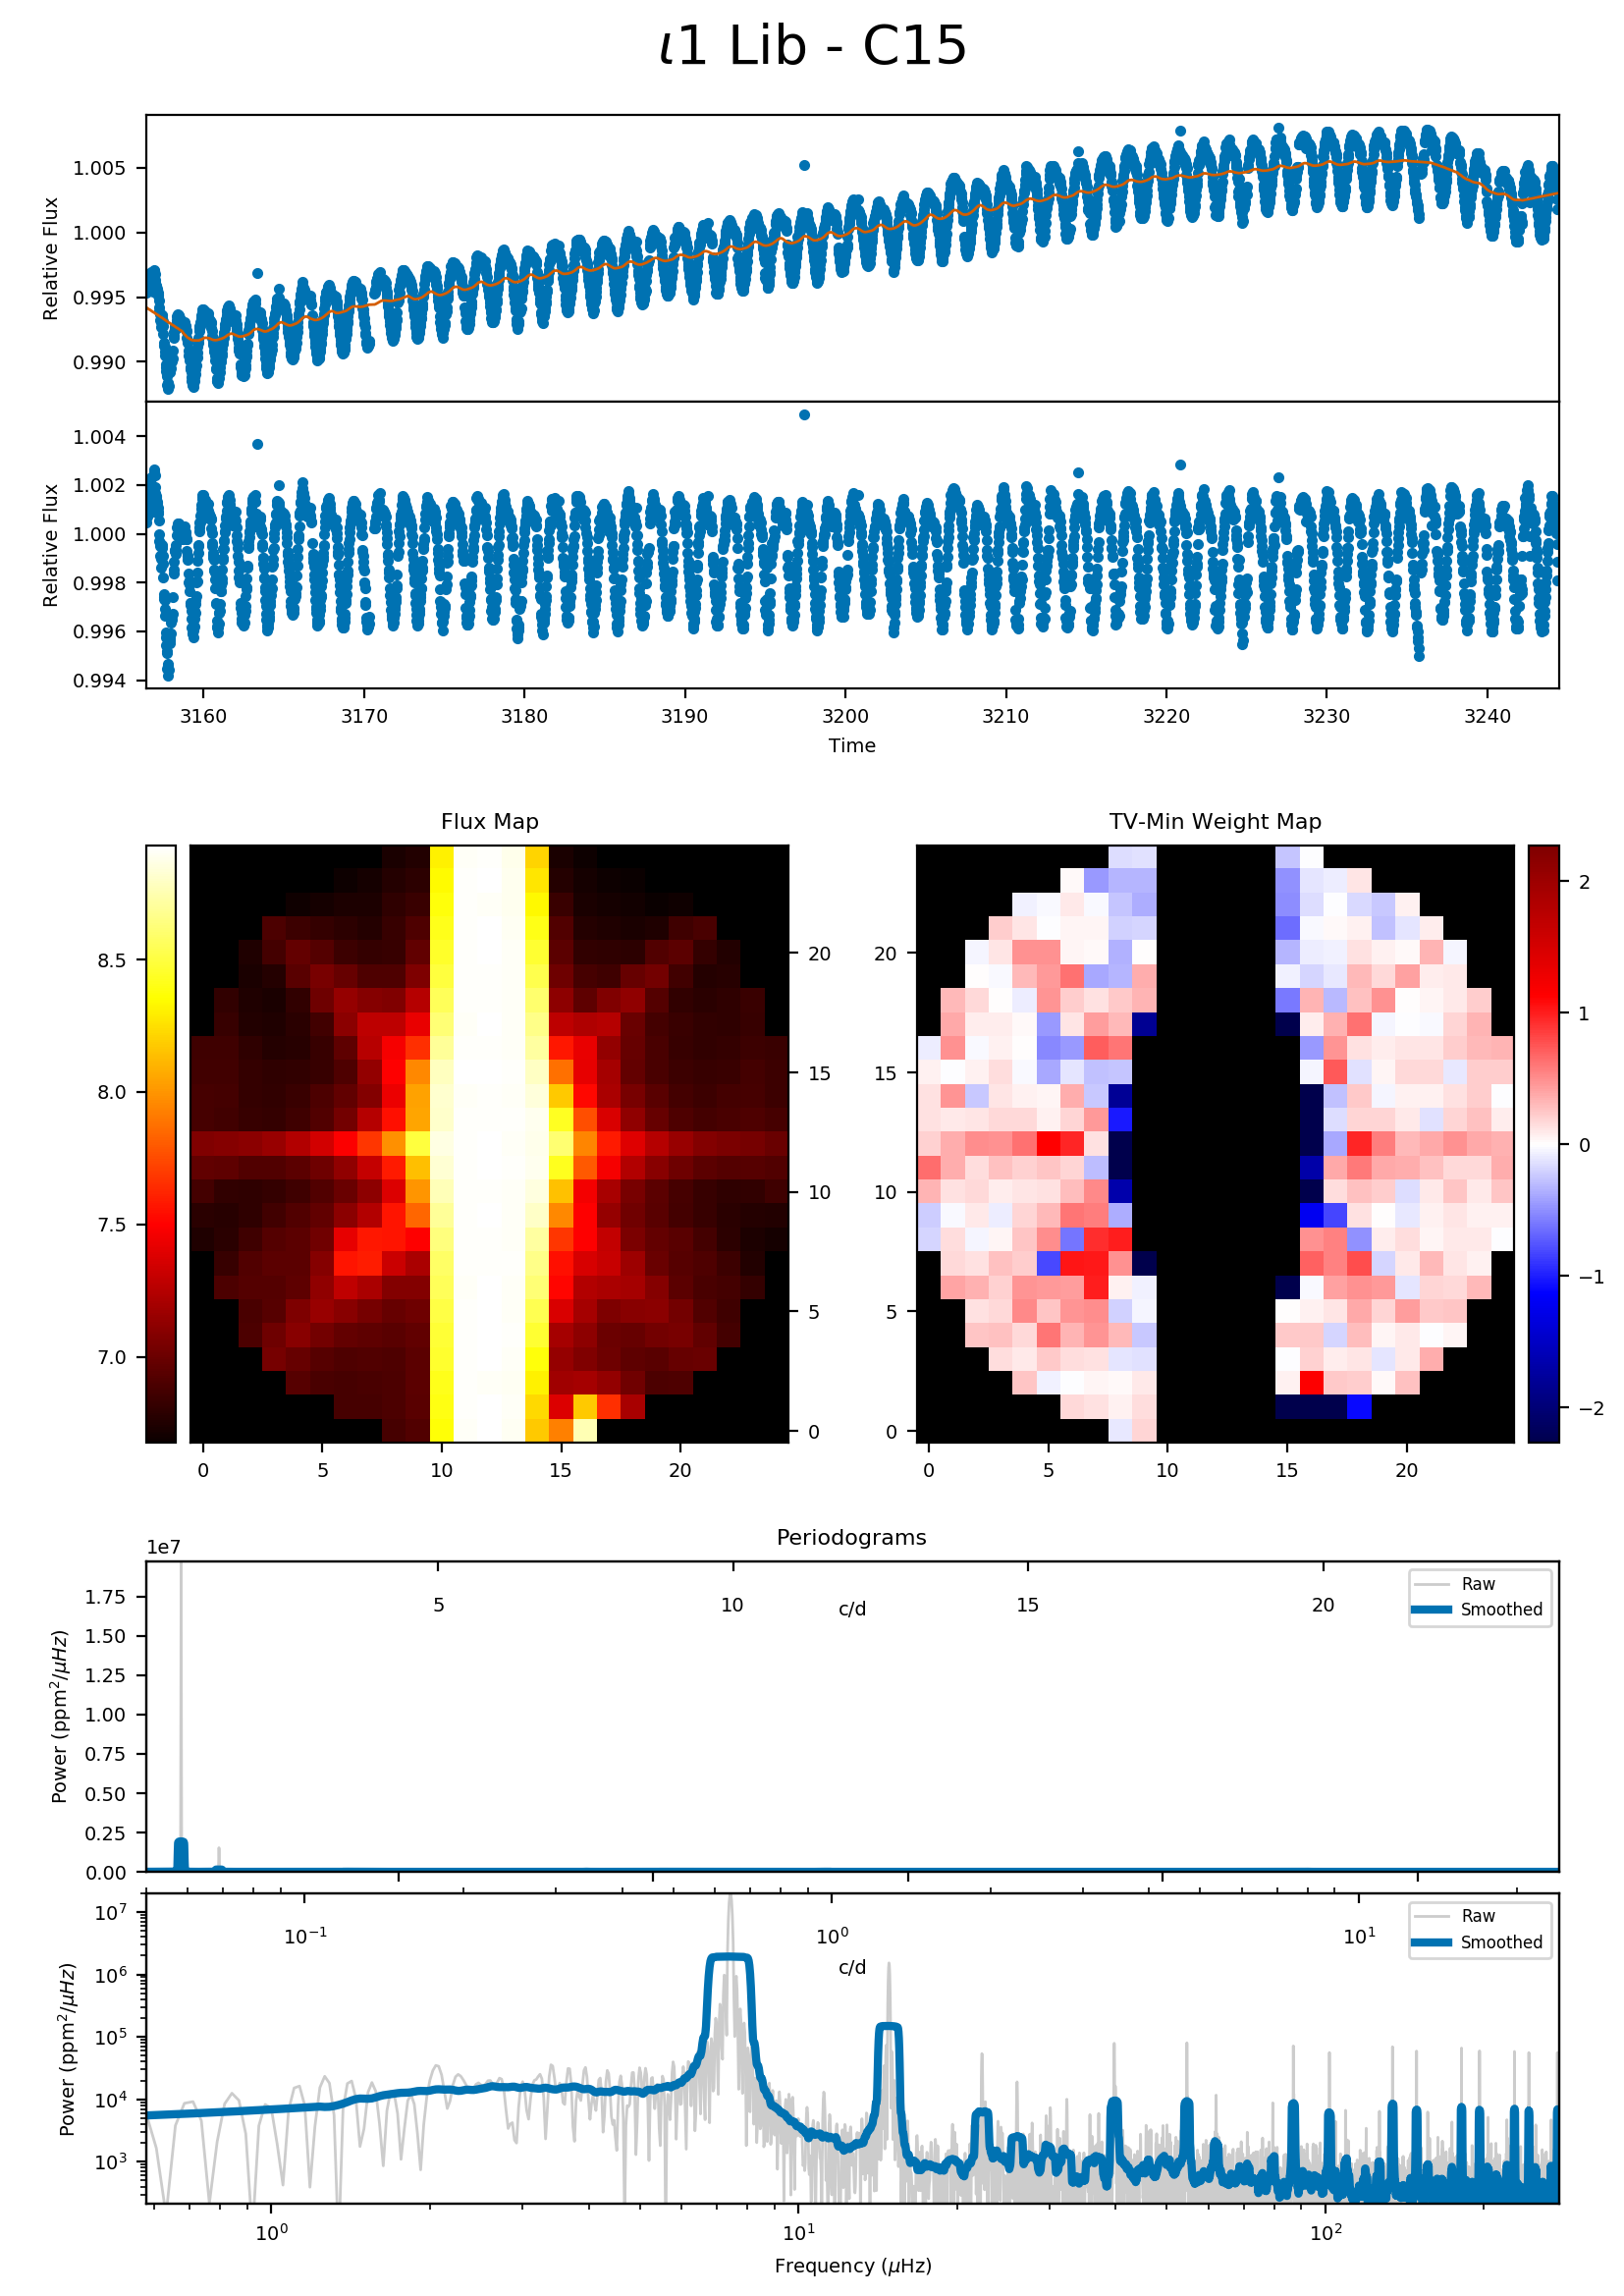 ι1 Lib - C15
1.005
1.000
0.995
0.990
Relative Flux
1.004
1.002
1.000
0.998
0.996
0.994
Relative Flux
3160 3170 3180 3190 3200 3210 3220 3230 3240
Time
Flux Map
8.5
8.0
7.5
7.0
20
15
10
5
0
0 5 10 15 20
TV-Min Weight Map
20
15
10
5
0
0 5 10 15 20
2
1
0
−1
−2
Periodograms
1e7
1.75
1.50
1.25
1.00
0.75
0.50
0.25
0.00
Power (ppm²/μHz)
5 10 15 20
c/d
Raw
Smoothed
10⁷
10⁶
10⁵
10⁴
10³
Power (ppm²/μHz)
10⁻¹ 10⁰ 10¹
c/d
Raw
Smoothed
10⁰ 10¹ 10²
Frequency (μHz)